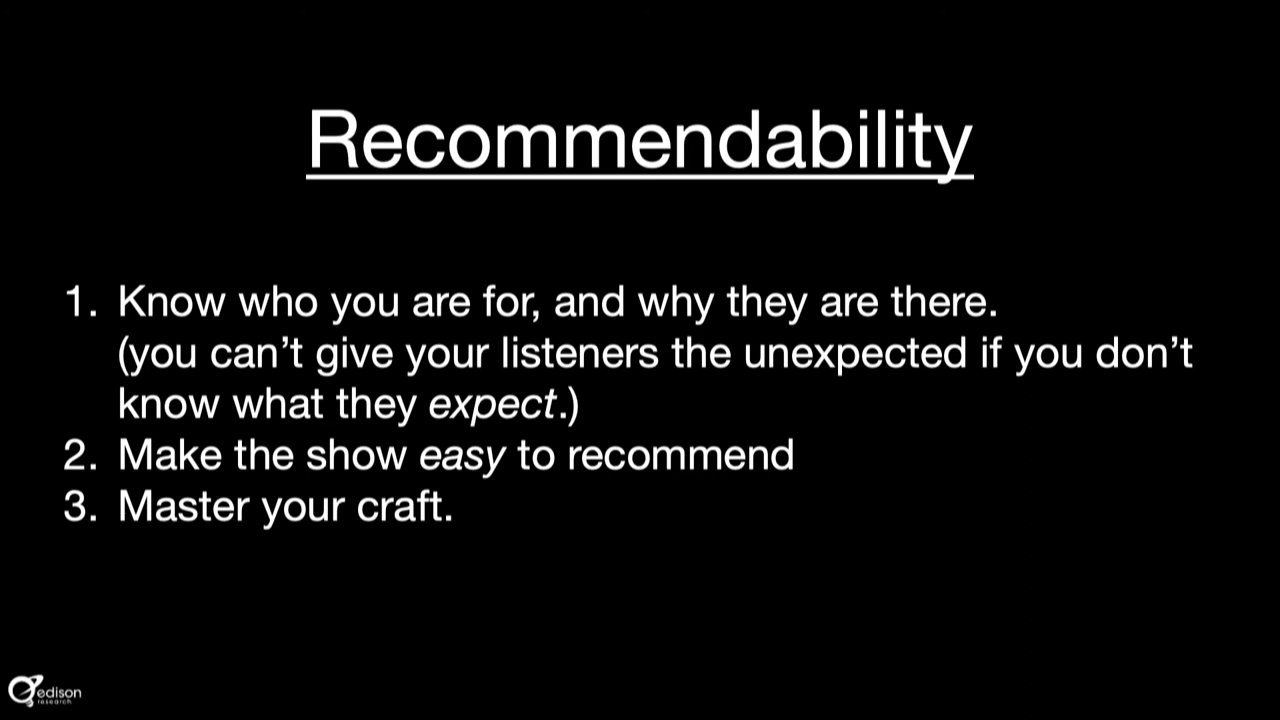 Recommendability
1. Know who you are for, and why they are there.
(you can’t give your listeners the unexpected if you don’t
know what they expect.)
2. Make the show easy to recommend
3. Master your craft.
edison
research